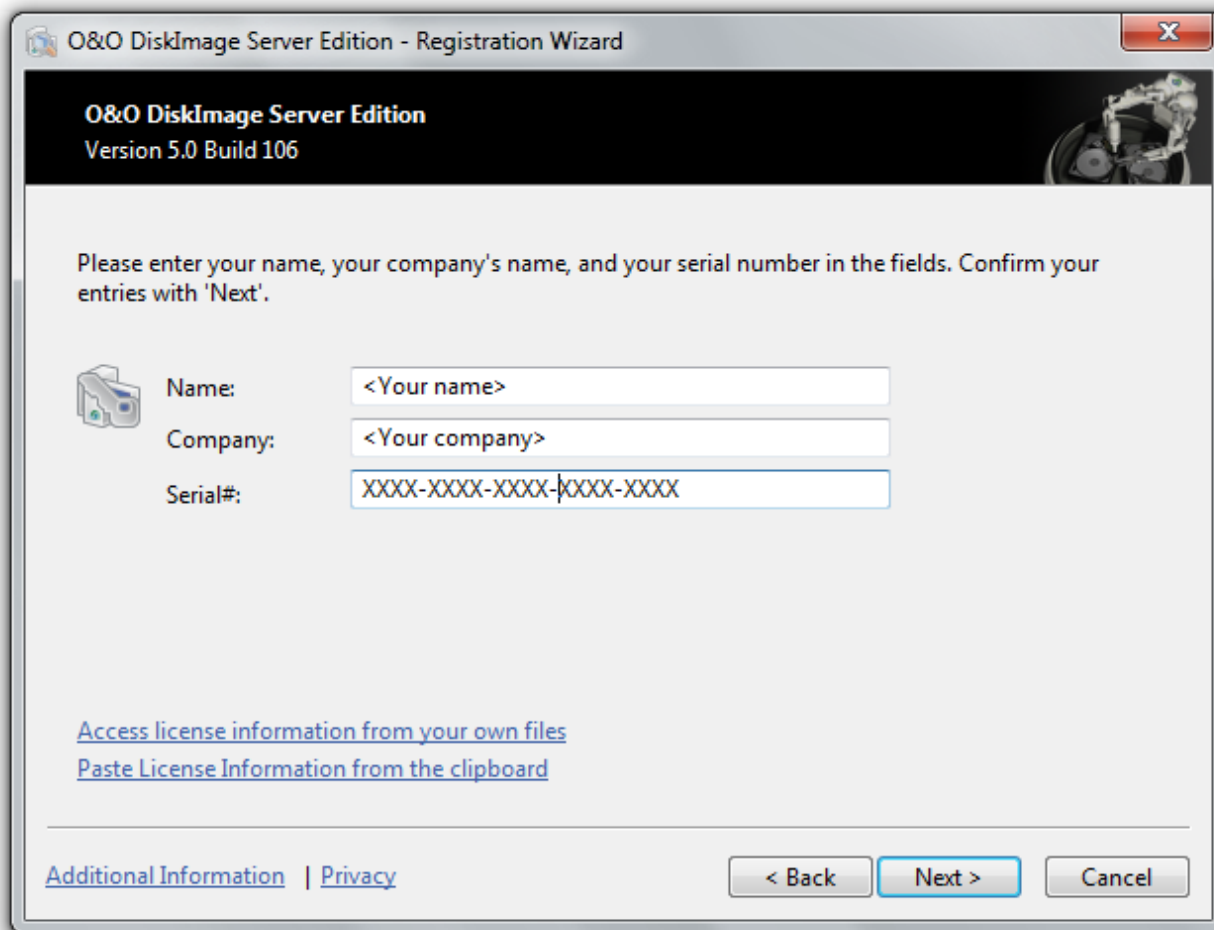 O&O DiskImage Server Edition - Registration Wizard
O&O DiskImage Server Edition
Version 5.0 Build 106
Please enter your name, your company's name, and your serial number in the fields. Confirm your
entries with 'Next'.
Name: <Your name>
Company: <Your company>
Serial#: XXXX-XXXX-XXXX-XXXX-XXXX
Access license information from your own files
Paste License Information from the clipboard
Additional Information | Privacy < Back Next > Cancel